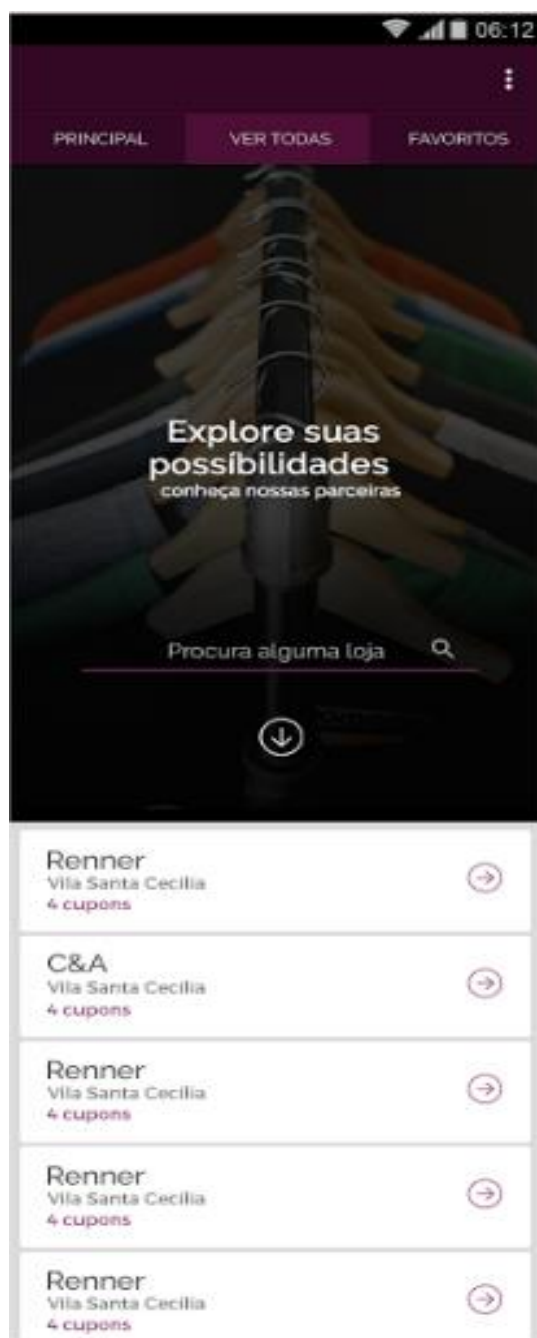 06:12
PRINCIPAL VER TODAS FAVORITOS
Explore suas
possíbilidades
conheça nossas parceiras
Procura alguma loja
Renner
Vila Santa Cecília
4 cupons
C&A
Vila Santa Cecília
4 cupons
Renner
Vila Santa Cecília
4 cupons
Renner
Vila Santa Cecília
4 cupons
Renner
Vila Santa Cecília
4 cupons